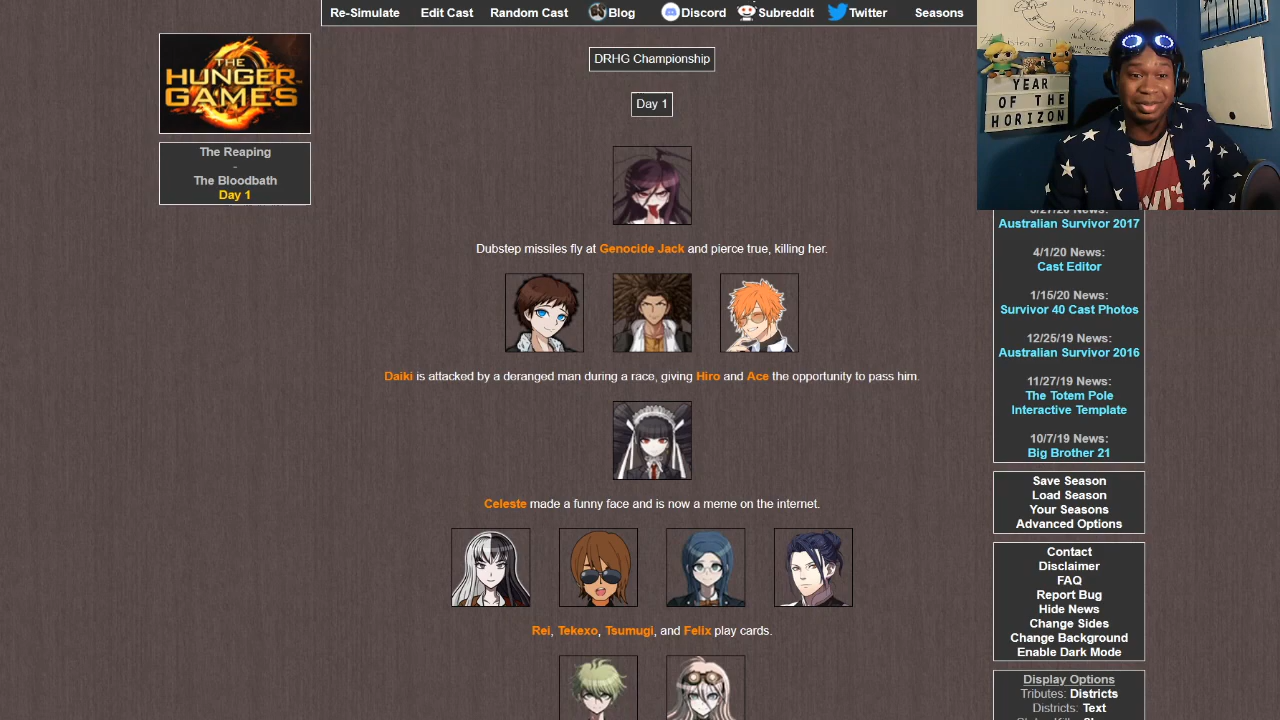 Re-Simulate Edit Cast Random Cast Blog Discord Subreddit Twitter Seasons
THE
HUNGER
GAMES
The Reaping
-
The Bloodbath
Day 1
DRHG Championship
Day 1
Dubstep missiles fly at Genocide Jack and pierce true, killing her.
Daiki is attacked by a deranged man during a race, giving Hiro and Ace the opportunity to pass him.
Celeste made a funny face and is now a meme on the internet.
Rei, Tekexo, Tsumugi, and Felix play cards.
YEAR
OF THE
HORIZON
Australian Survivor 2017
4/1/20 News:
Cast Editor
1/15/20 News:
Survivor 40 Cast Photos
12/25/19 News:
Australian Survivor 2016
11/27/19 News:
The Totem Pole
Interactive Template
10/7/19 News:
Big Brother 21
Save Season
Load Season
Your Seasons
Advanced Options
Contact
Disclaimer
FAQ
Report Bug
Hide News
Change Sides
Change Background
Enable Dark Mode
Display Options
Tributes: Districts
Districts: Text